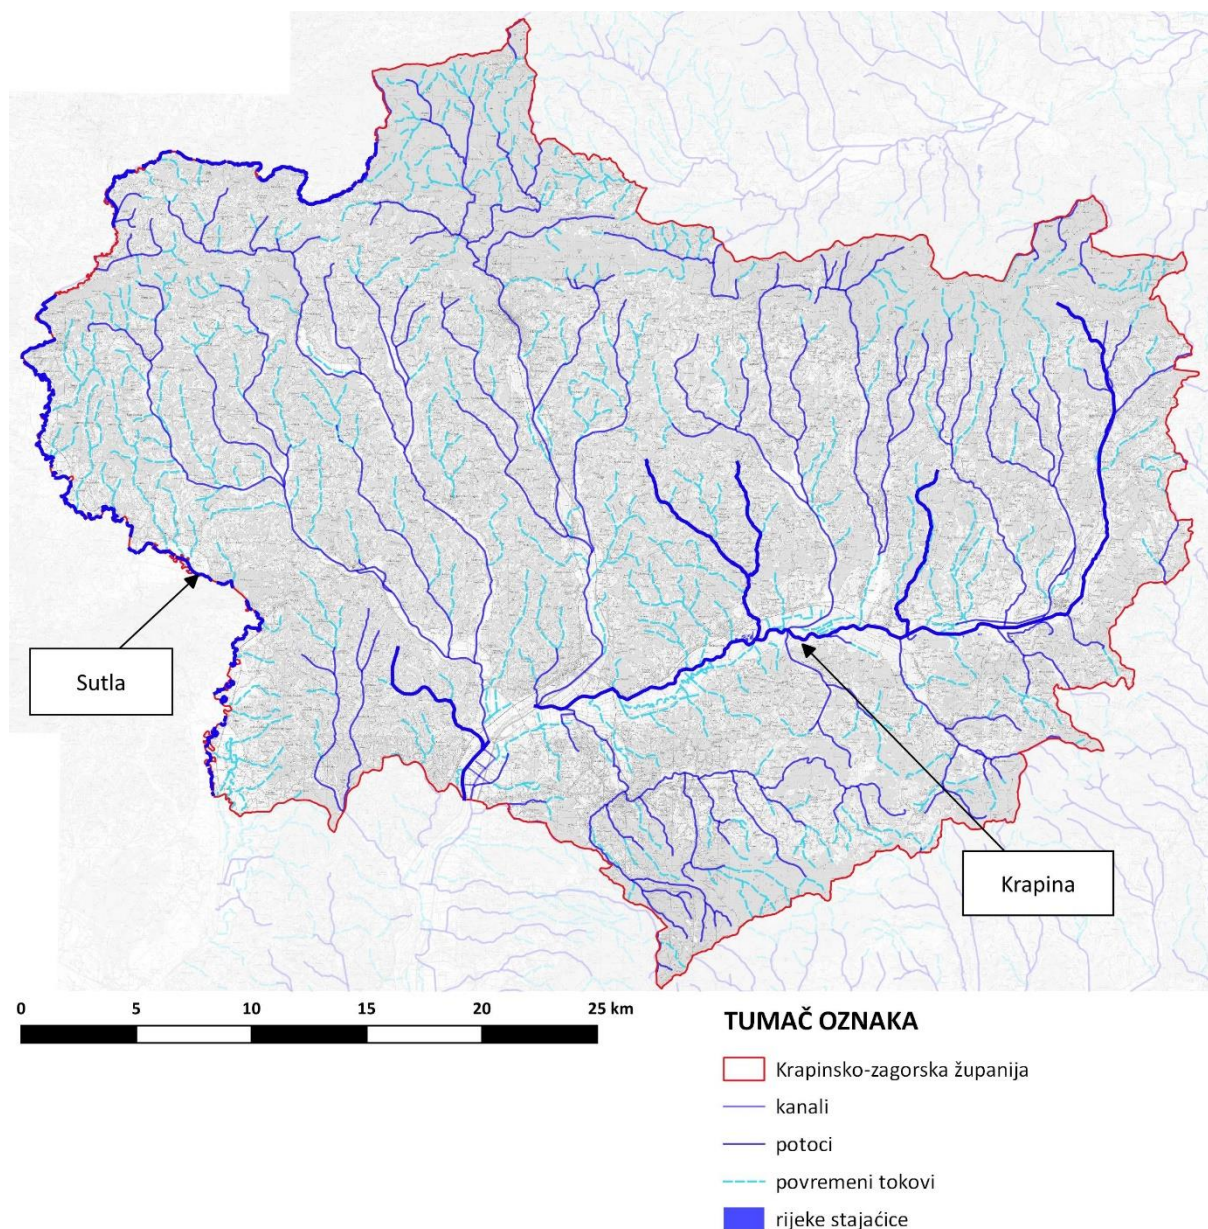 Sutla
Krapina
0 5 10 15 20 25 km
TUMAČ OZNAKA
Krapinsko-zagorska županija
kanali
potoci
povremeni tokovi
rijeke stajaćice